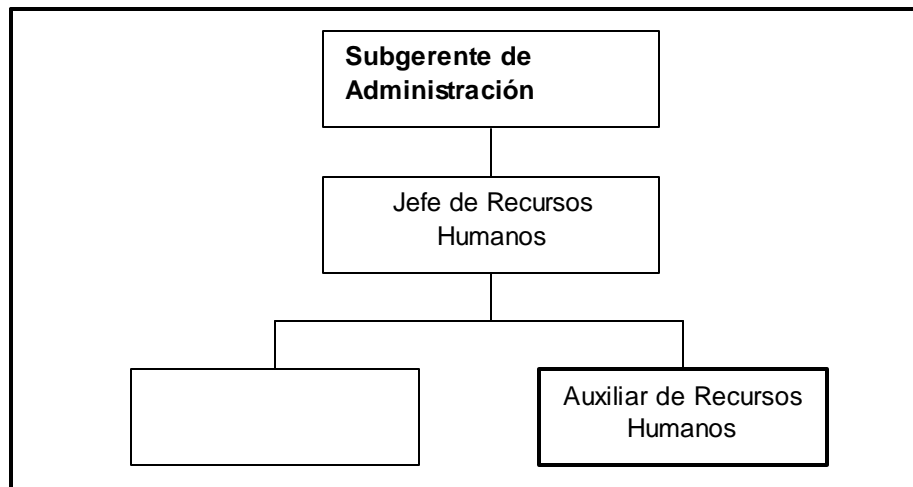 Subgerente de
Administración
Jefe de Recursos
Humanos
Auxiliar de Recursos
Humanos